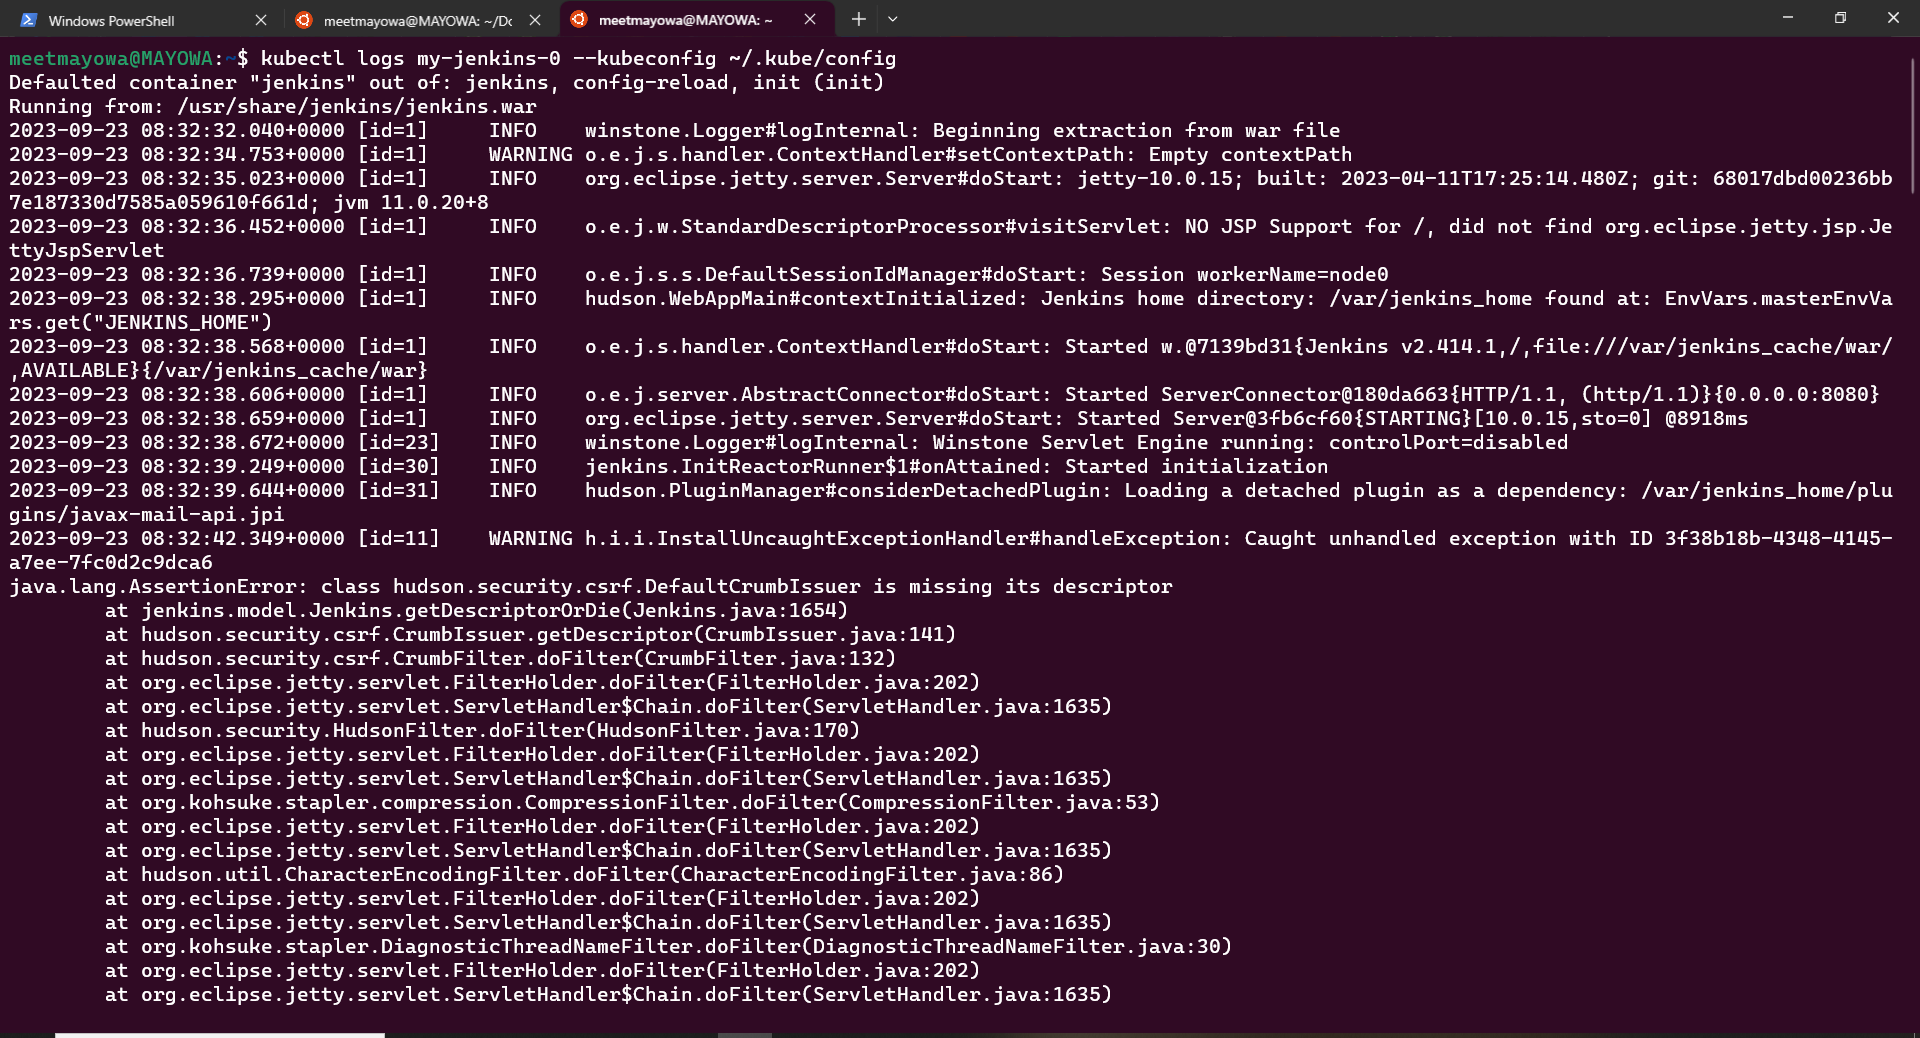 Windows PowerShell
meetmayowa@MAYOWA: ~/Dc
meetmayowa@MAYOWA: ~
meetmayowa@MAYOWA:~$ kubectl logs my-jenkins-0 --kubeconfig ~/.kube/config
Defaulted container "jenkins" out of: jenkins, config-reload, init (init)
Running from: /usr/share/jenkins/jenkins.war
2023-09-23 08:32:32.040+0000 [id=1]     INFO    winstone.Logger#logInternal: Beginning extraction from war file
2023-09-23 08:32:34.753+0000 [id=1]     WARNING o.e.j.s.handler.ContextHandler#setContextPath: Empty contextPath
2023-09-23 08:32:35.023+0000 [id=1]     INFO    org.eclipse.jetty.server.Server#doStart: jetty-10.0.15; built: 2023-04-11T17:25:14.480Z; git: 68017dbd00236bb
7e187330d7585a059610f661d; jvm 11.0.20+8
2023-09-23 08:32:36.452+0000 [id=1]     INFO    o.e.j.w.StandardDescriptorProcessor#visitServlet: NO JSP Support for /, did not find org.eclipse.jetty.jsp.Je
ttyJspServlet
2023-09-23 08:32:36.739+0000 [id=1]     INFO    o.e.j.s.s.DefaultSessionIdManager#doStart: Session workerName=node0
2023-09-23 08:32:38.295+0000 [id=1]     INFO    hudson.WebAppMain#contextInitialized: Jenkins home directory: /var/jenkins_home found at: EnvVars.masterEnvVa
rs.get("JENKINS_HOME")
2023-09-23 08:32:38.568+0000 [id=1]     INFO    o.e.j.s.handler.ContextHandler#doStart: Started w.@7139bd31{Jenkins v2.414.1,/,file:///var/jenkins_cache/war/
,AVAILABLE}{/var/jenkins_cache/war}
2023-09-23 08:32:38.606+0000 [id=1]     INFO    o.e.j.server.AbstractConnector#doStart: Started ServerConnector@180da663{HTTP/1.1, (http/1.1)}{0.0.0.0:8080}
2023-09-23 08:32:38.659+0000 [id=1]     INFO    org.eclipse.jetty.server.Server#doStart: Started Server@3fb6cf60{STARTING}[10.0.15,sto=0] @8918ms
2023-09-23 08:32:38.672+0000 [id=23]    INFO    winstone.Logger#logInternal: Winstone Servlet Engine running: controlPort=disabled
2023-09-23 08:32:39.249+0000 [id=30]    INFO    jenkins.InitReactorRunner$1#onAttained: Started initialization
2023-09-23 08:32:39.644+0000 [id=31]    INFO    hudson.PluginManager#considerDetachedPlugin: Loading a detached plugin as a dependency: /var/jenkins_home/plu
gins/javax-mail-api.jpi
2023-09-23 08:32:42.349+0000 [id=11]    WARNING h.i.i.InstallUncaughtExceptionHandler#handleException: Caught unhandled exception with ID 3f38b18b-4348-4145-
a7ee-7fc0d2c9dca6
java.lang.AssertionError: class hudson.security.csrf.DefaultCrumbIssuer is missing its descriptor
        at jenkins.model.Jenkins.getDescriptorOrDie(Jenkins.java:1654)
        at hudson.security.csrf.CrumbIssuer.getDescriptor(CrumbIssuer.java:141)
        at hudson.security.csrf.CrumbFilter.doFilter(CrumbFilter.java:132)
        at org.eclipse.jetty.servlet.FilterHolder.doFilter(FilterHolder.java:202)
        at org.eclipse.jetty.servlet.ServletHandler$Chain.doFilter(ServletHandler.java:1635)
        at hudson.security.HudsonFilter.doFilter(HudsonFilter.java:170)
        at org.eclipse.jetty.servlet.FilterHolder.doFilter(FilterHolder.java:202)
        at org.eclipse.jetty.servlet.ServletHandler$Chain.doFilter(ServletHandler.java:1635)
        at org.kohsuke.stapler.compression.CompressionFilter.doFilter(CompressionFilter.java:53)
        at org.eclipse.jetty.servlet.FilterHolder.doFilter(FilterHolder.java:202)
        at org.eclipse.jetty.servlet.ServletHandler$Chain.doFilter(ServletHandler.java:1635)
        at hudson.util.CharacterEncodingFilter.doFilter(CharacterEncodingFilter.java:86)
        at org.eclipse.jetty.servlet.FilterHolder.doFilter(FilterHolder.java:202)
        at org.eclipse.jetty.servlet.ServletHandler$Chain.doFilter(ServletHandler.java:1635)
        at org.kohsuke.stapler.DiagnosticThreadNameFilter.doFilter(DiagnosticThreadNameFilter.java:30)
        at org.eclipse.jetty.servlet.FilterHolder.doFilter(FilterHolder.java:202)
        at org.eclipse.jetty.servlet.ServletHandler$Chain.doFilter(ServletHandler.java:1635)